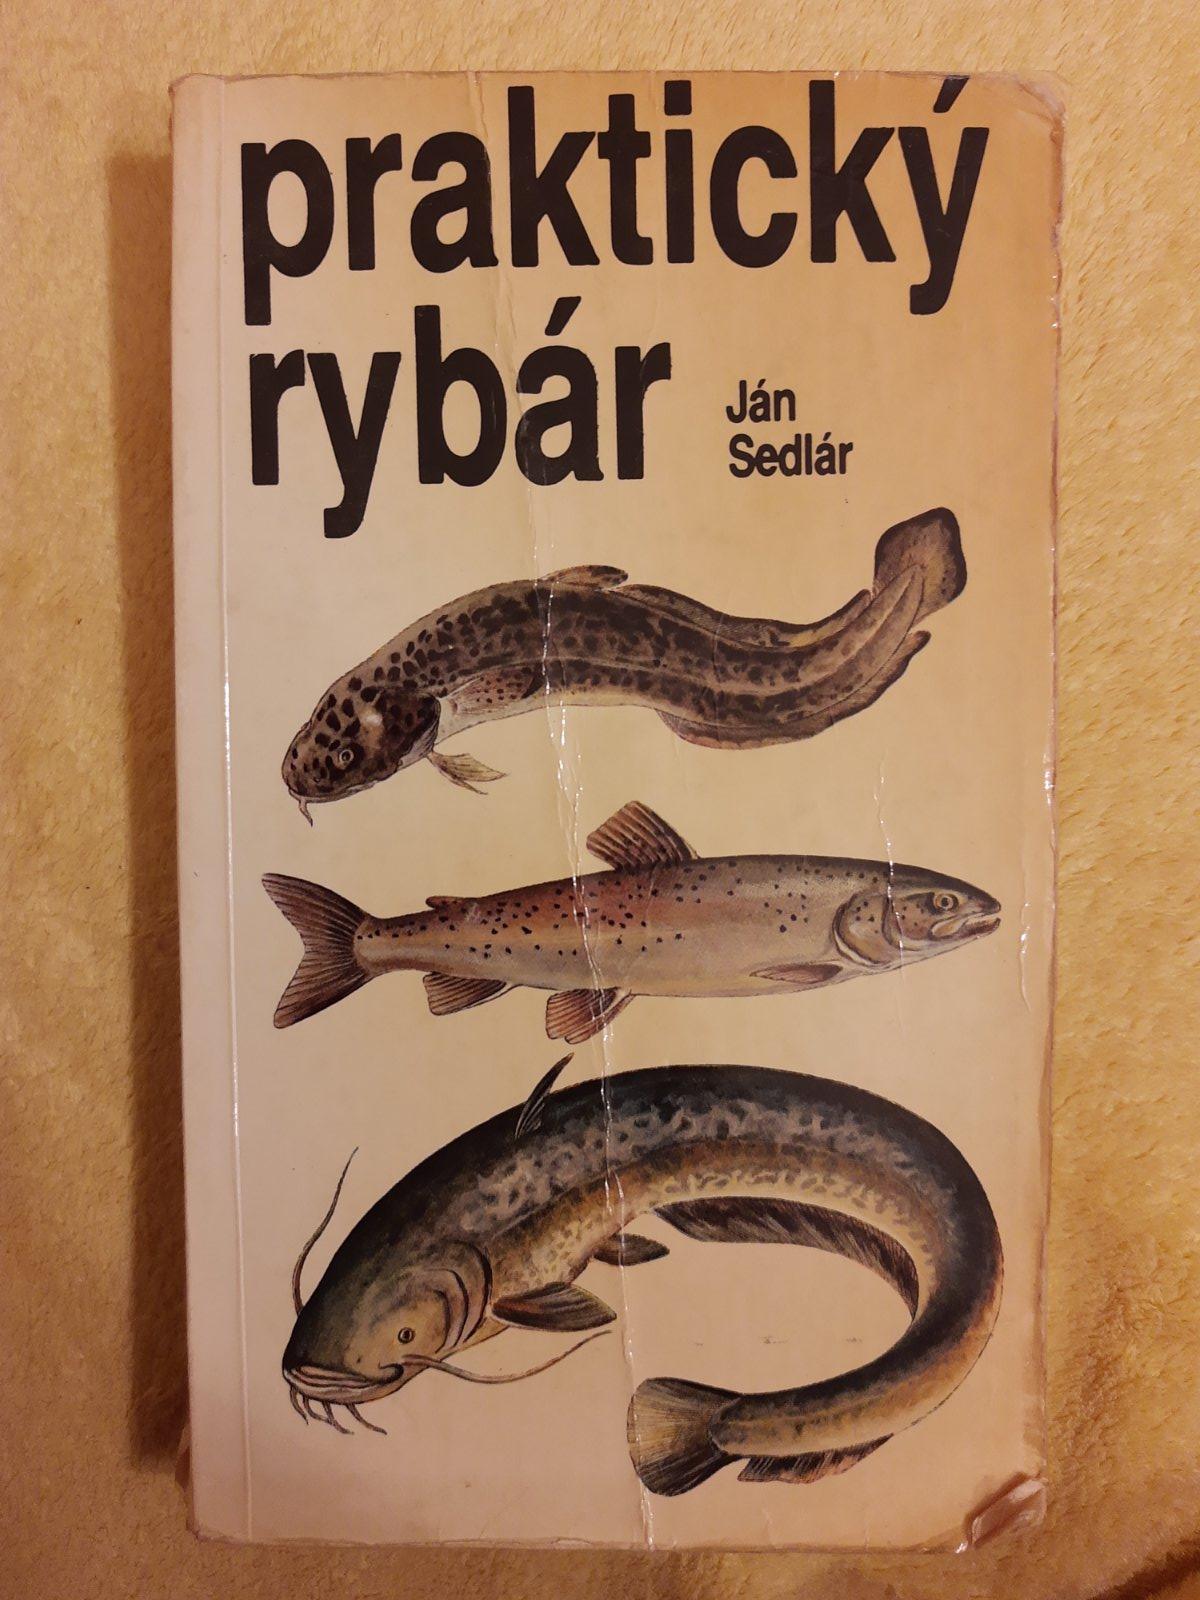 praktický
rybár
Ján
Sedlár